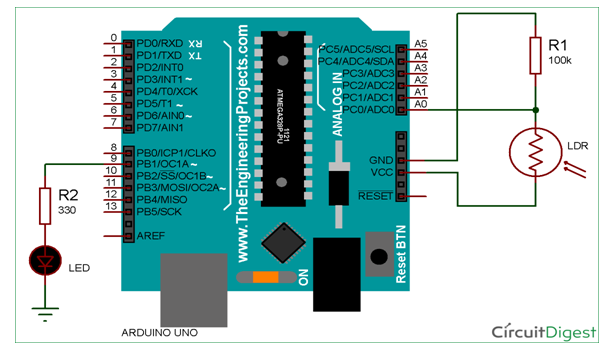 0
1
2
3
4
5
6
7
PD0/RXD
PD1/TXD
PD2/INT0
PD3/INT1 ~
PD4/T0/XCK
PD5/T1 ~
PD6/AIN0 ~
PD7/AIN1
RX
TX
8
9
10
11
12
13
PB0/ICP1/CLKO
PB1/OC1A ~
PB2/SS/OC1B ~
PB3/MOSI/OC2A ~
PB4/MISO
PB5/SCK
AREF
www.TheEngineeringProjects.com
ATMEGA328P-PU
1121
ANALOG IN
PC5/ADC5/SCL
PC4/ADC4/SDA
PC3/ADC3
PC2/ADC2
PC1/ADC1
PC0/ADC0
A5
A4
A3
A2
A1
A0
GND
VCC
RESET
Reset BTN
ON
ARDUINO UNO
R1
100k
LDR
R2
330
LED
CircuitDigest